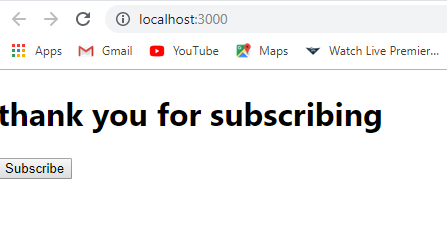 localhost:3000
Apps Gmail YouTube Maps Watch Live Premier...
thank you for subscribing
Subscribe